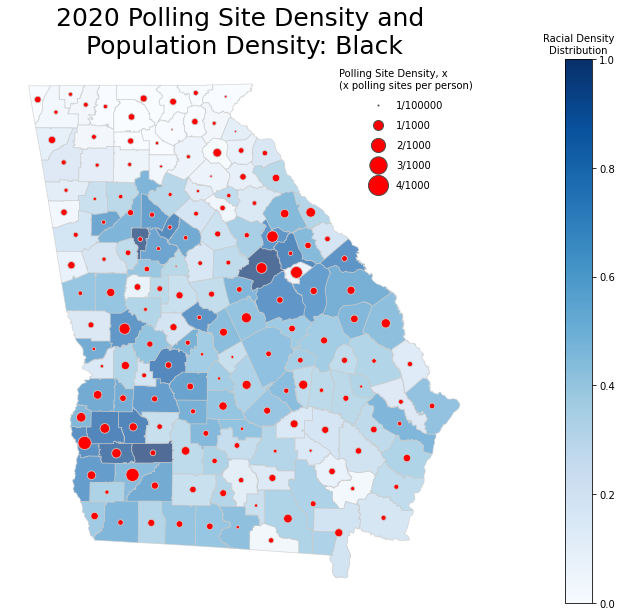 2020 Polling Site Density and
Population Density: Black
Racial Density
Distribution
Polling Site Density, x
(x polling sites per person)
1/100000
1/1000
2/1000
3/1000
4/1000
1.0
0.8
0.6
0.4
0.2
0.0